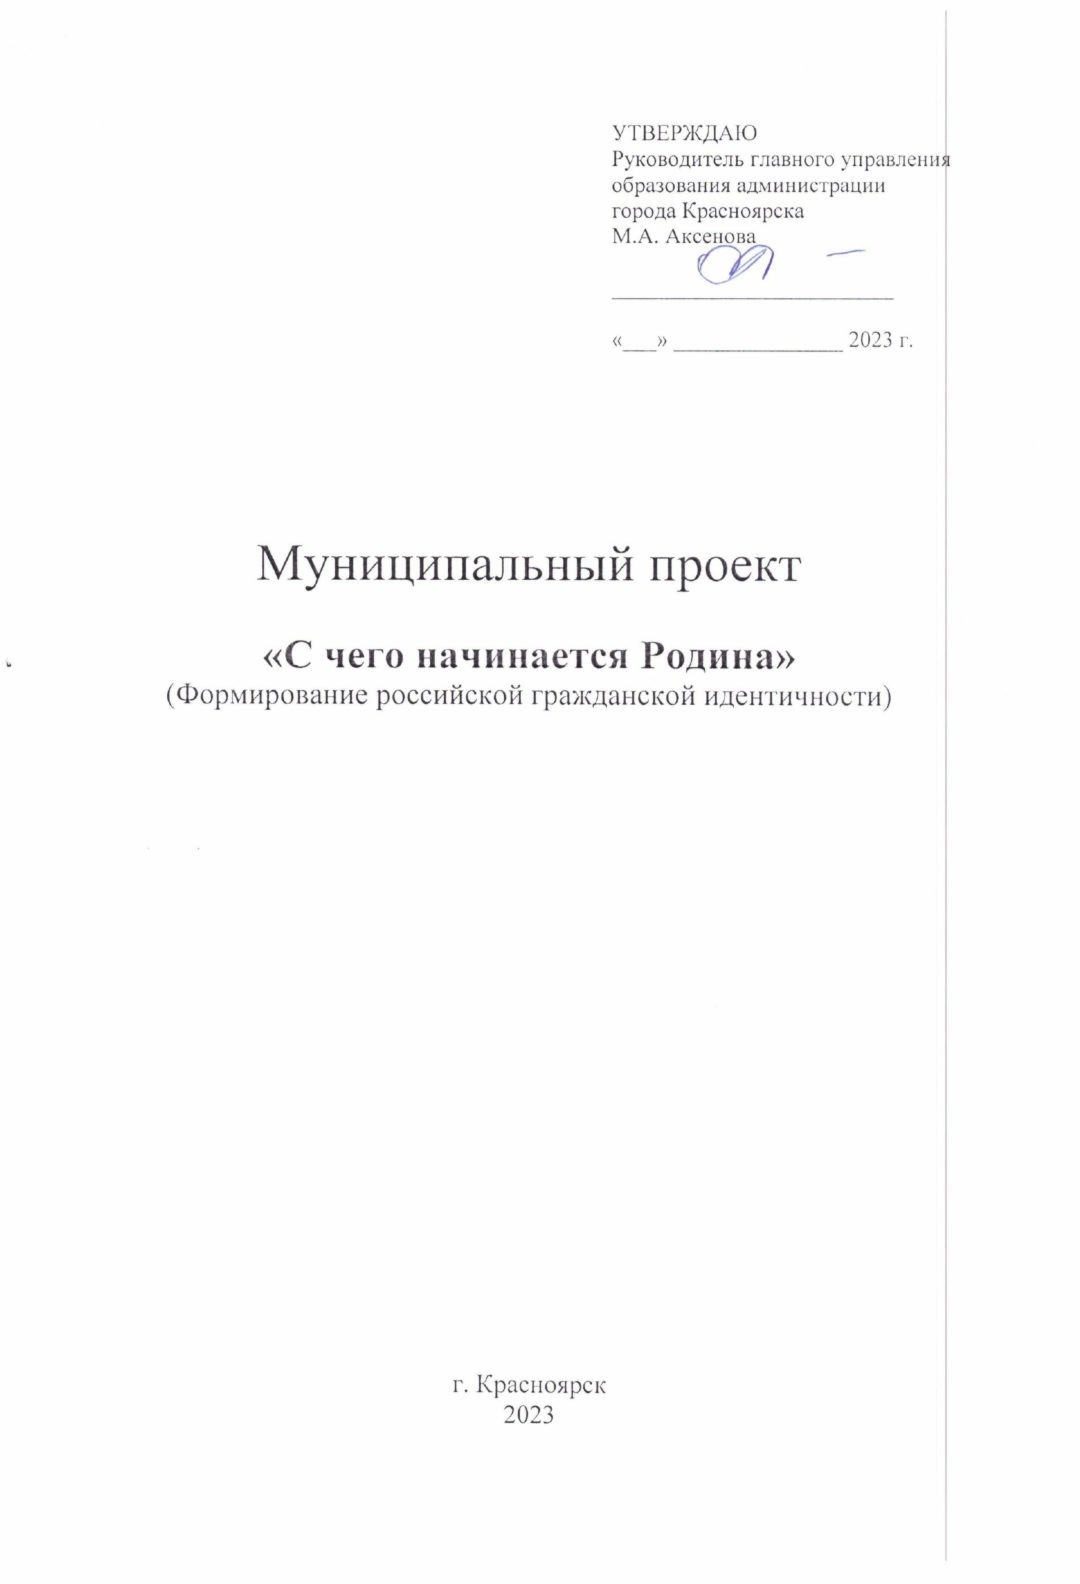 УТВЕРЖДАЮ
Руководитель главного управления
образования администрации
города Красноярска
М.А. Аксенова
«___» _______________ 2023 г.
Муниципальный проект
«С чего начинается Родина»
(Формирование российской гражданской идентичности)
г. Красноярск
2023